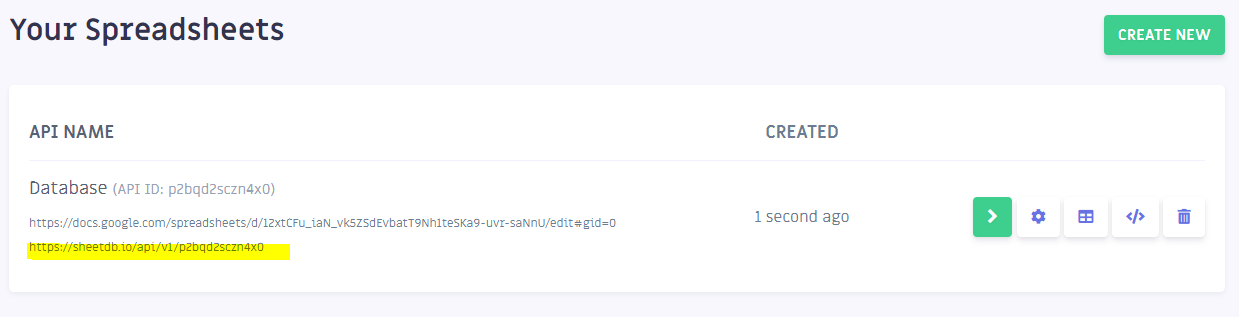 Your Spreadsheets
CREATE NEW
API NAME
CREATED
Database (API ID: p2bqd2sczn4x0)
https://docs.google.com/spreadsheets/d/1ZxtCFu_iaN_vk5ZSdEvbatT9Nh1teSKa9-uvr-saNnU/edit#gid=0
1 second ago
https://sheetdb.io/api/v1/p2bqd2sczn4x0